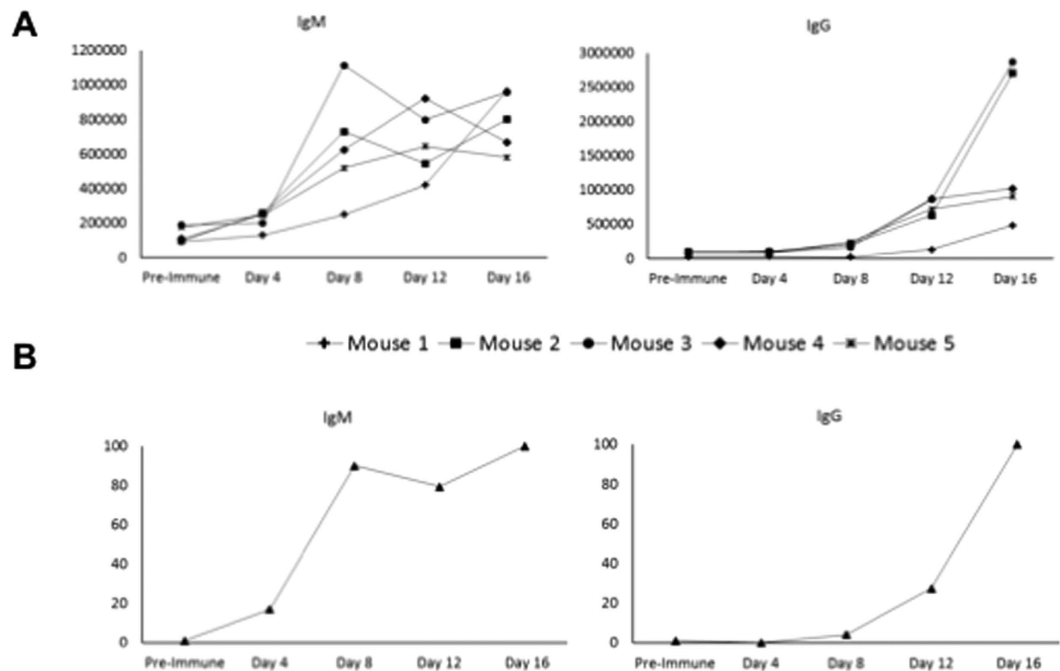 A
IgM
1200000
1000000
800000
600000
400000
200000
0
Pre-Immune Day 4 Day 8 Day 12 Day 16
IgG
3000000
2500000
2000000
1500000
1000000
500000
0
Pre-Immune Day 4 Day 8 Day 12 Day 16
Mouse 1 Mouse 2 Mouse 3 Mouse 4 Mouse 5
B
IgM
100
80
60
40
20
0
Pre-Immune Day 4 Day 8 Day 12 Day 16
IgG
100
80
60
40
20
0
Pre-Immune Day 4 Day 8 Day 12 Day 16